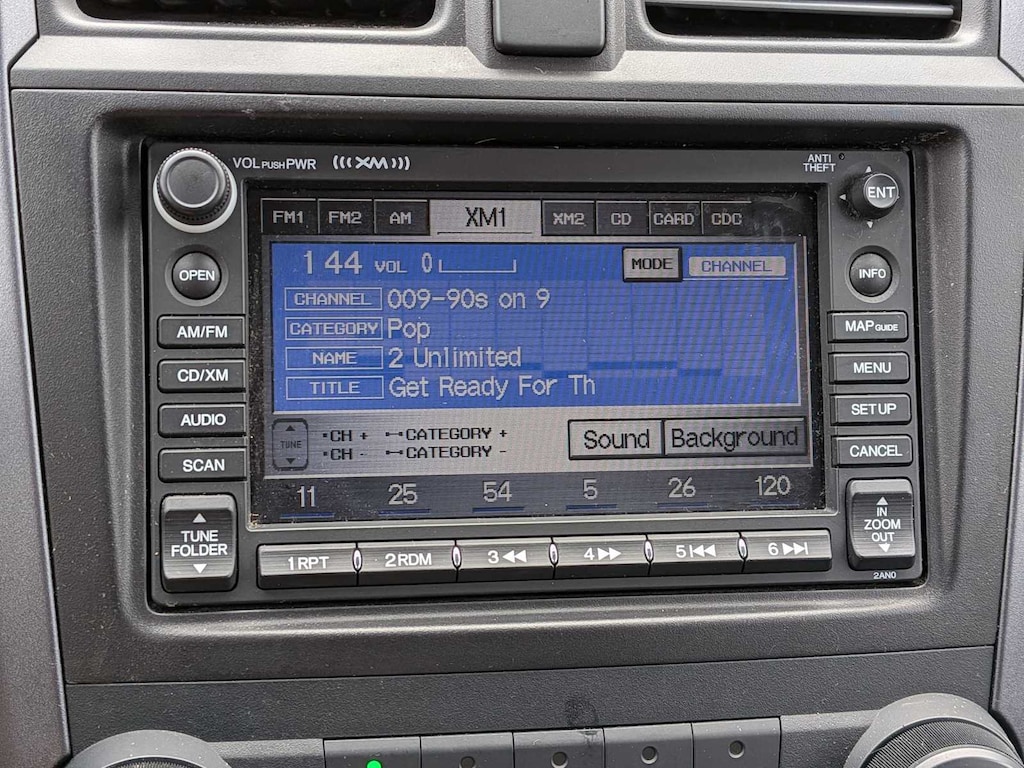 VOL PUSH PWR (((XM)))
ANTI
THEFT
ENT
FM1 FM2 AM XM1 XM2 CD CARD CDC
OPEN
INFO
144 VOL 0
MODE CHANNEL
CHANNEL 009-90s on 9
CATEGORY Pop
NAME 2 Unlimited
TITLE Get Ready For Th
AM/FM
CD/XM
AUDIO
SCAN
MAP GUIDE
MENU
SETUP
CANCEL
TUNE
CH + CATEGORY +
CH - CATEGORY -
Sound Background
11 25 54 5 26 120
TUNE
FOLDER
IN
ZOOM
OUT
1 RPT 2 RDM 3 ◀◀ 4 ▶▶ 5 |◀◀ 6 ▶▶|
2AN0